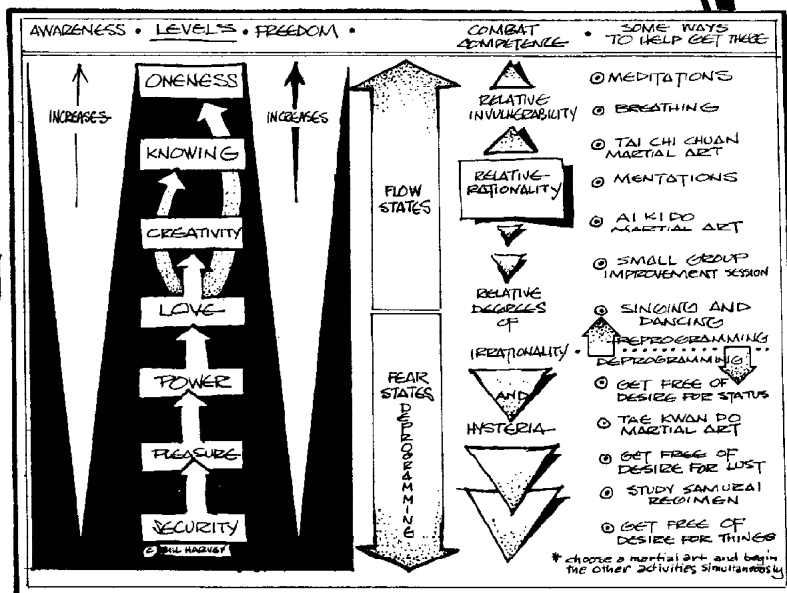 AWARENESS • LEVELS • FREEDOM •
COMBAT
COMPETENCE •
SOME WAYS
TO HELP GET THERE
INCREASES
ONENESS
KNOWING
CREATIVITY
LOVE
POWER
PLEASURE
SECURITY
© BILL HARVEY
INCREASES
FLOW
STATES
FEAR
STATES
DEPROGRAMMING
RELATIVE
INVULNERABILITY
RELATIVE-
RATIONALITY
RELATIVE
DEGREES
OF
IRRATIONALITY •
AND
HYSTERIA
MEDITATIONS
BREATHING
TAI CHI CHUAN
MARTIAL ART
MENTATIONS
AI KI DO
MARTIAL ART
SMALL GROUP
IMPROVEMENT SESSION
SINGING AND
DANCING
REPROGRAMMING
DEPROGRAMMING
GET FREE OF
DESIRE FOR STATUS
TAE KWAN DO
MARTIAL ART
GET FREE OF
DESIRE FOR LUST
STUDY SAMURAI
REGIMEN
GET FREE OF
DESIRE FOR THINGS
* choose a martial art and begin
the other activities simultaneously